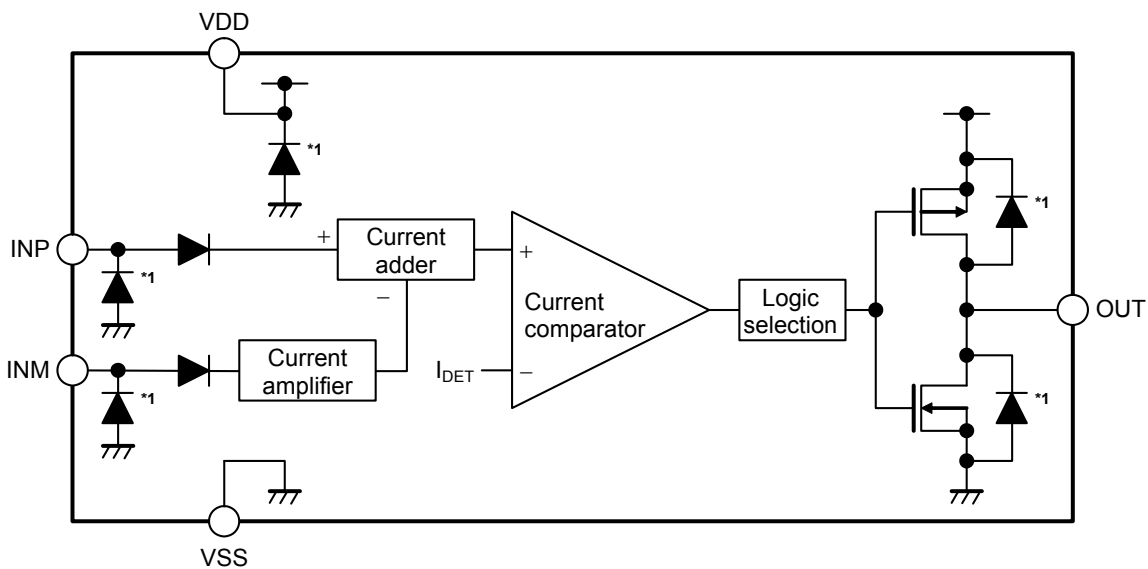 VDD
*1
INP
*1
+
Current
adder
−
+
Current
comparator
−
I_DET
Logic
selection
*1
OUT
INM
*1
Current
amplifier
*1
VSS